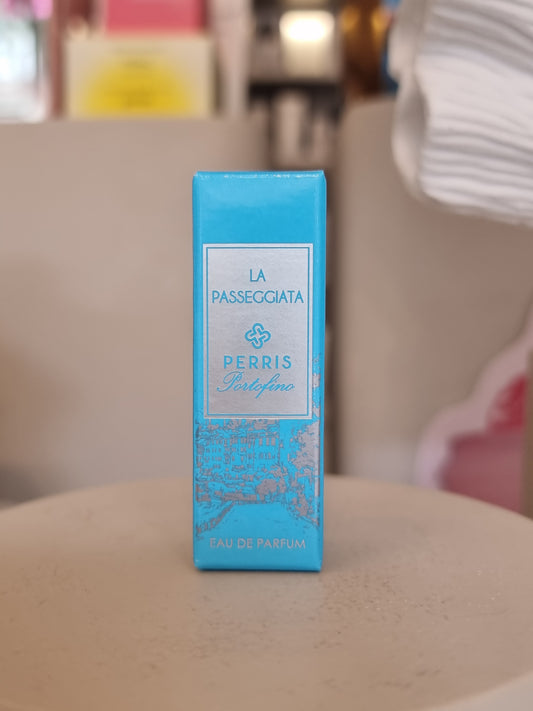 LA
PASSEGGIATA
PERRIS
Portofino
EAU DE PARFUM